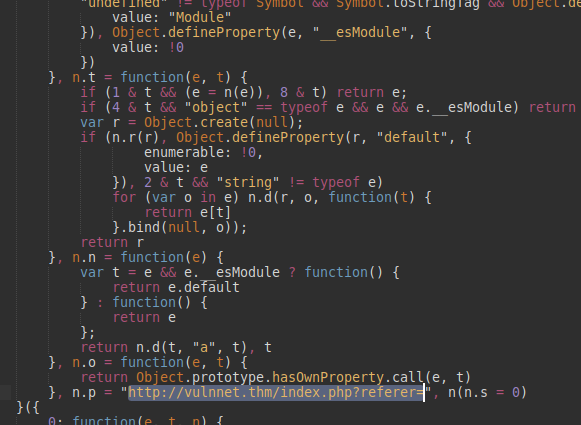 "undefined" != typeof Symbol && Symbol.toStringTag && Object.de
value: "Module"
}), Object.defineProperty(e, "__esModule", {
value: !0
})
}, n.t = function(e, t) {
if (1 & t && (e = n(e)), 8 & t) return e;
if (4 & t && "object" == typeof e && e && e.__esModule) return
var r = Object.create(null);
if (n.r(r), Object.defineProperty(r, "default", {
enumerable: !0,
value: e
}), 2 & t && "string" != typeof e)
for (var o in e) n.d(r, o, function(t) {
return e[t]
}.bind(null, o));
return r
}, n.n = function(e) {
var t = e && e.__esModule ? function() {
return e.default
} : function() {
return e
};
return n.d(t, "a", t), t
}, n.o = function(e, t) {
return Object.prototype.hasOwnProperty.call(e, t)
}, n.p = "http://vulnnet.thm/index.php?referer=", n(n.s = 0)
}({
0: function(e, t, n) {